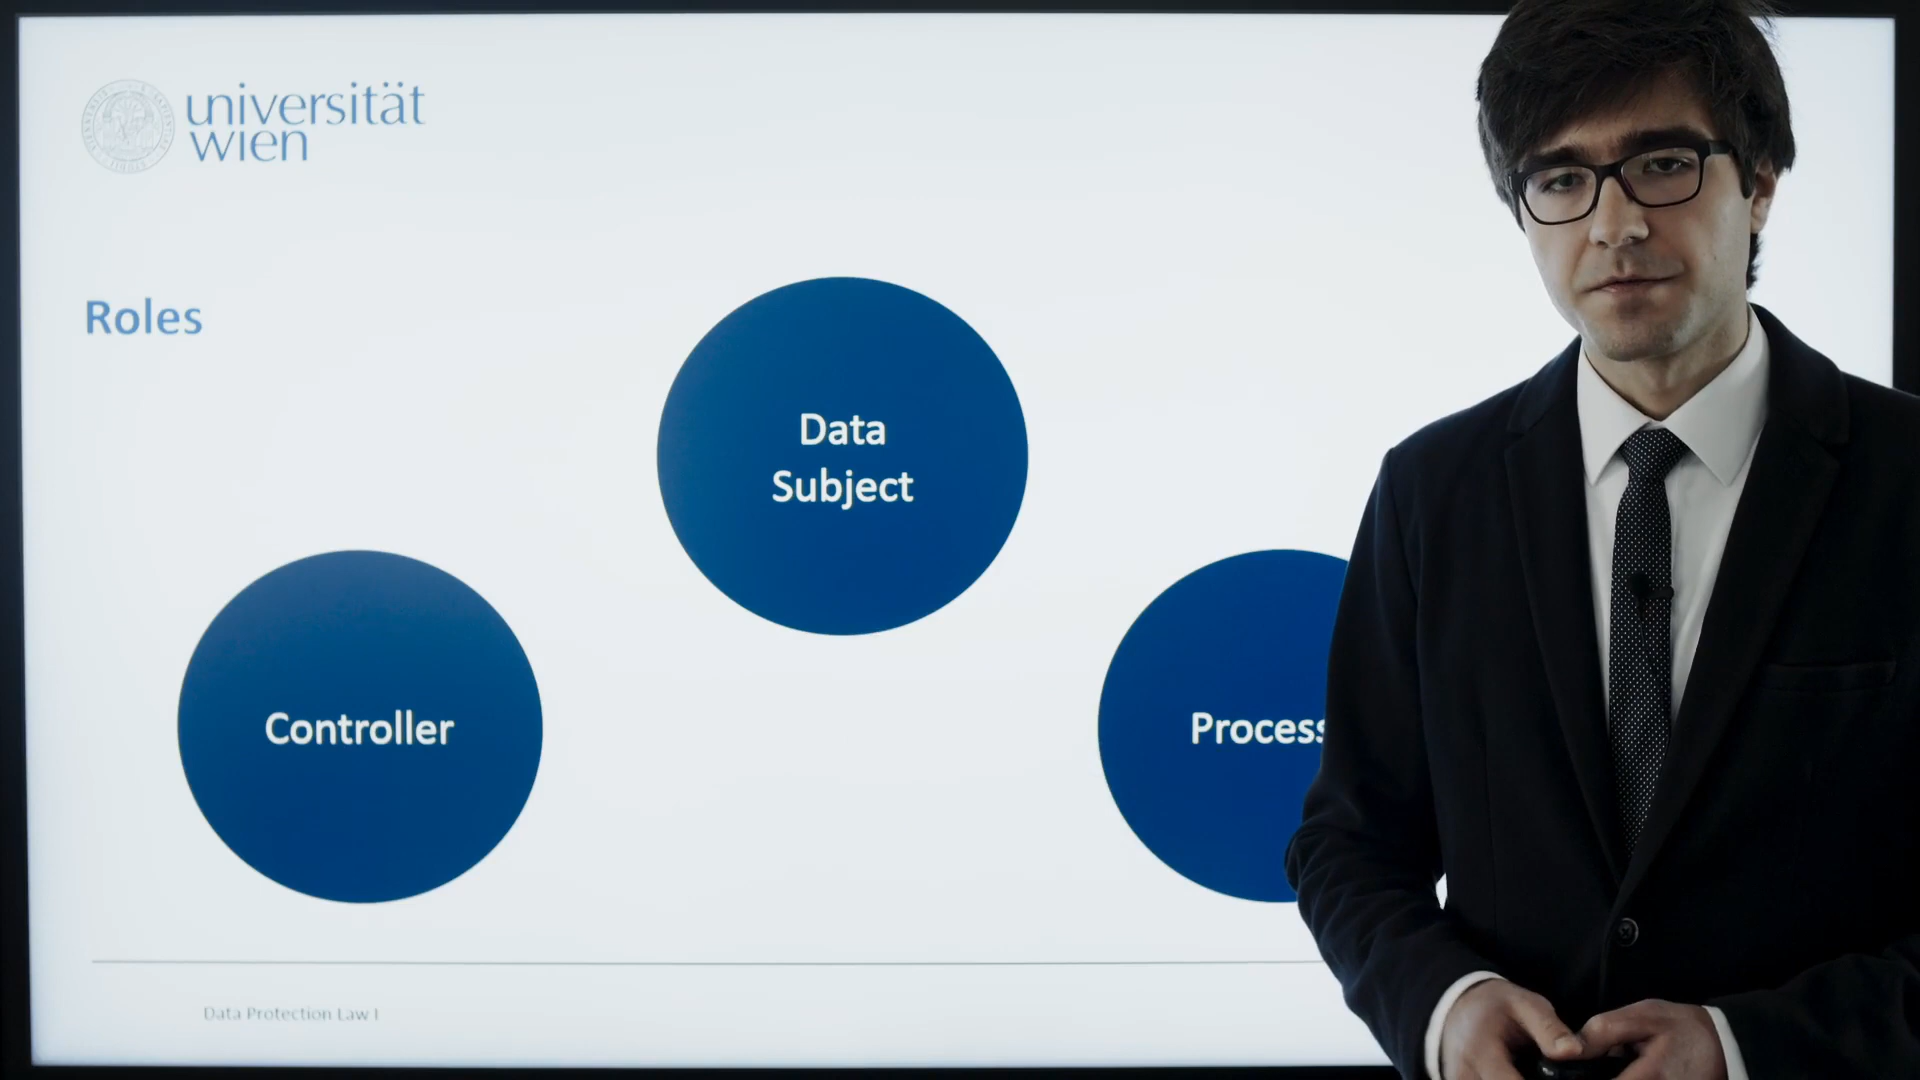 universität
wien
Roles
Data
Subject
Controller
Process
Data Protection Law I